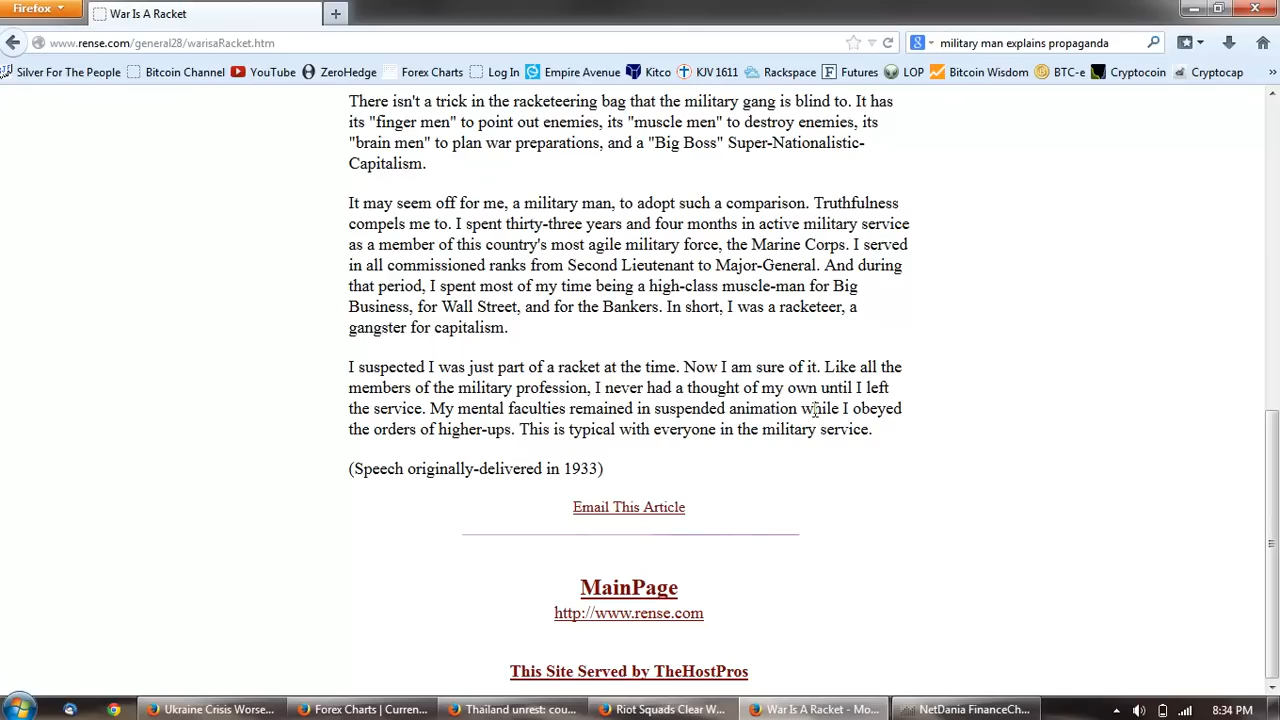 Firefox
War Is A Racket
www.rense.com/general28/warisaRacket.htm
military man explains propaganda
Silver For The People
Bitcoin Channel
YouTube
ZeroHedge
Forex Charts
Log In
Empire Avenue
Kitco
KJV 1611
Rackspace
Futures
LOP
Bitcoin Wisdom
BTC-e
Cryptocoin
Cryptocap
There isn't a trick in the racketeering bag that the military gang is blind to. It has
its "finger men" to point out enemies, its "muscle men" to destroy enemies, its
"brain men" to plan war preparations, and a "Big Boss" Super-Nationalistic-
Capitalism.
It may seem off for me, a military man, to adopt such a comparison. Truthfulness
compels me to. I spent thirty-three years and four months in active military service
as a member of this country's most agile military force, the Marine Corps. I served
in all commissioned ranks from Second Lieutenant to Major-General. And during
that period, I spent most of my time being a high-class muscle-man for Big
Business, for Wall Street, and for the Bankers. In short, I was a racketeer, a
gangster for capitalism.
I suspected I was just part of a racket at the time. Now I am sure of it. Like all the
members of the military profession, I never had a thought of my own until I left
the service. My mental faculties remained in suspended animation while I obeyed
the orders of higher-ups. This is typical with everyone in the military service.
(Speech originally-delivered in 1933)
Email This Article
MainPage
http://www.rense.com
This Site Served by TheHostPros
Ukraine Crisis Worse...
Forex Charts | Curren...
Thailand unrest: cou...
Riot Squads Clear W...
War Is A Racket - Mo...
NetDania FinanceCh...
8:34 PM